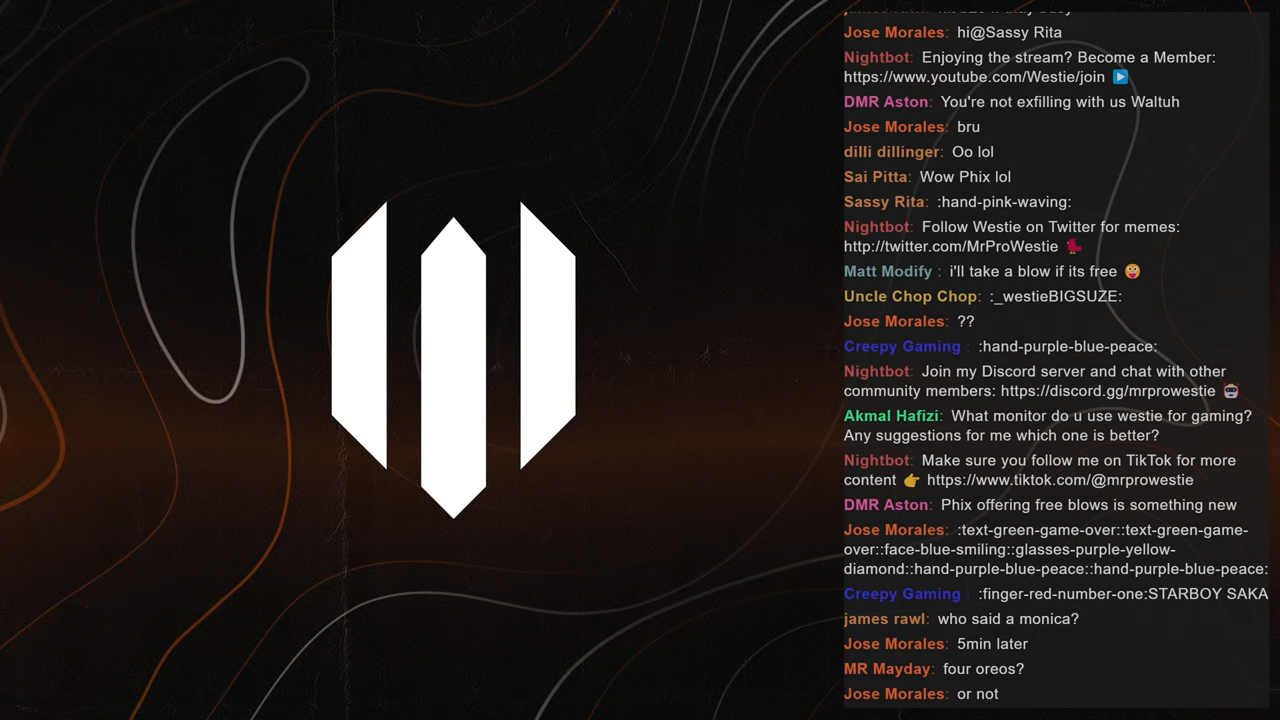 Jose Morales: hi@Sassy Rita
Nightbot: Enjoying the stream? Become a Member:
https://www.youtube.com/Westie/join
DMR Aston: You're not exfilling with us Waltuh
Jose Morales: bru
dilli dillinger: Oo lol
Sai Pitta: Wow Phix lol
Sassy Rita: :hand-pink-waving:
Nightbot: Follow Westie on Twitter for memes:
http://twitter.com/MrProWestie
Matt Modify : i'll take a blow if its free
Uncle Chop Chop: :_westieBIGSUZE:
Jose Morales: ??
Creepy Gaming : :hand-purple-blue-peace:
Nightbot: Join my Discord server and chat with other
community members: https://discord.gg/mrprowestie
Akmal Hafizi: What monitor do u use westie for gaming?
Any suggestions for me which one is better?
Nightbot: Make sure you follow me on TikTok for more
content 👉 https://www.tiktok.com/@mrprowestie
DMR Aston: Phix offering free blows is something new
Jose Morales: :text-green-game-over::text-green-game-
over::face-blue-smiling::glasses-purple-yellow-
diamond::hand-purple-blue-peace::hand-purple-blue-peace:
Creepy Gaming : :finger-red-number-one:STARBOY SAKA
james rawl: who said a monica?
Jose Morales: 5min later
MR Mayday: four oreos?
Jose Morales: or not